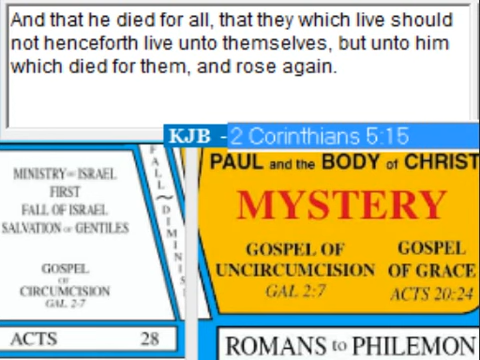 And that he died for all, that they which live should
not henceforth live unto themselves, but unto him
which died for them, and rose again.
KJB - 2 Corinthians 5:15
MINISTRY OF ISRAEL
FIRST
FALL OF ISRAEL
SALVATION OF GENTILES
GOSPEL
OF
CIRCUMCISION
GAL 2-7
ACTS 28
FALL ~ DIMINIS
PAUL and the BODY of CHRIST
MYSTERY
GOSPEL OF
UNCIRCUMCISION
GAL 2:7
GOSPEL
OF GRACE
ACTS 20:24
ROMANS to PHILEMON